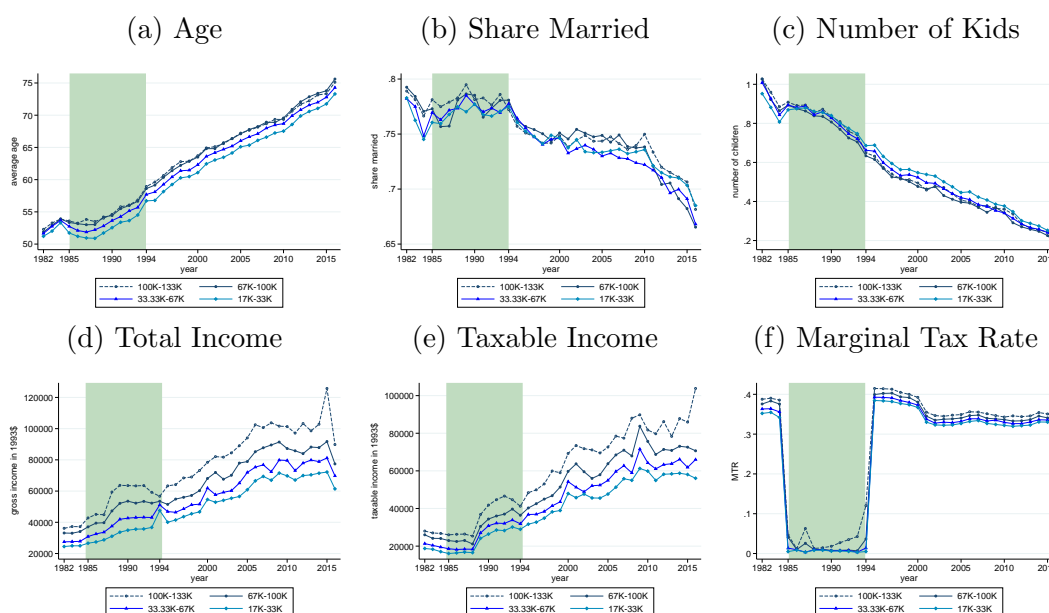 (a) Age
(b) Share Married
(c) Number of Kids
average age
75
70
65
60
55
50
1982 1985 1990 1994 2000 2005 2010 2015
year
100K-133K 67K-100K
33.33K-67K 17K-33K
share married
.8
.75
.7
.65
1982 1985 1990 1994 2000 2005 2010 2015
year
100K-133K 67K-100K
33.33K-67K 17K-33K
number of children
1
.8
.6
.4
.2
1982 1985 1990 1994 2000 2005 2010
year
100K-133K 67K-100K
33.33K-67K 17K-33K
(d) Total Income
(e) Taxable Income
(f) Marginal Tax Rate
gross income in 1993$
120000
100000
80000
60000
40000
20000
1982 1985 1990 1994 2000 2005 2010 2015
year
100K-133K 67K-100K
33.33K-67K 17K-33K
taxable income in 1993$
100000
80000
60000
40000
20000
1982 1985 1990 1994 2000 2005 2010 2015
year
100K-133K 67K-100K
33.33K-67K 17K-33K
MTR
.4
.3
.2
.1
0
1982 1985 1990 1994 2000 2005 2010 2015
year
100K-133K 67K-100K
33.33K-67K 17K-33K